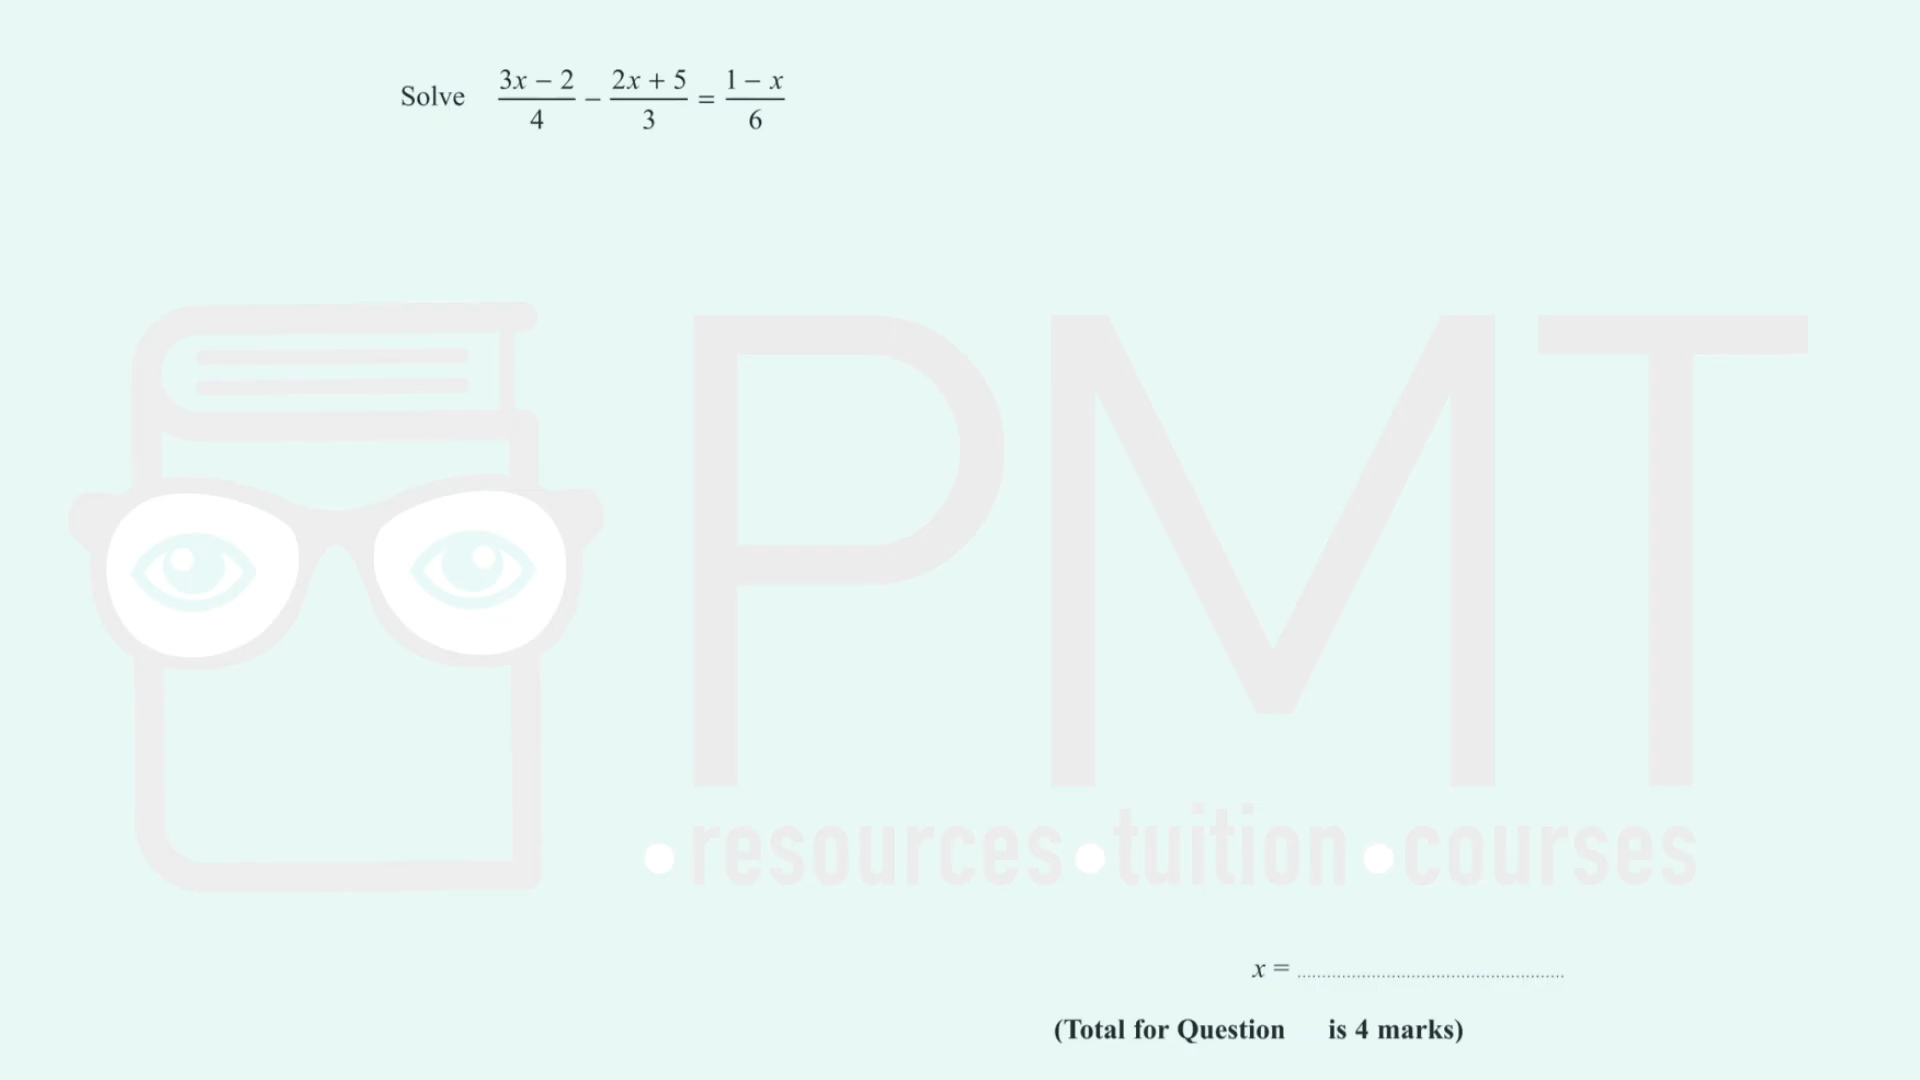 Solve (3x − 2)/4 − (2x + 5)/3 = (1 − x)/6
PMT
•resources•tuition•courses
x = ........................................
(Total for Question is 4 marks)